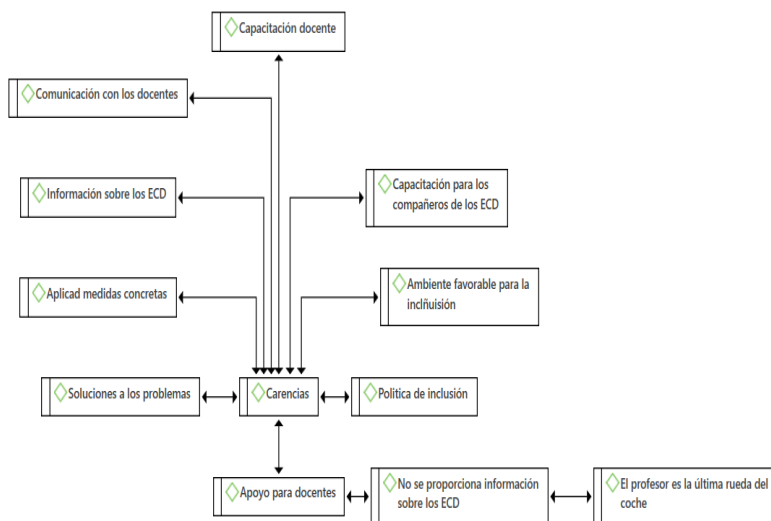 Capacitación docente
Comunicación con los docentes
Información sobre los ECD
Capacitación para los
compañeros de los ECD
Aplicad medidas concretas
Ambiente favorable para la
inclñuisión
Soluciones a los problemas
Carencias
Política de inclusión
Apoyo para docentes
No se proporciona información
sobre los ECD
El profesor es la última rueda del
coche